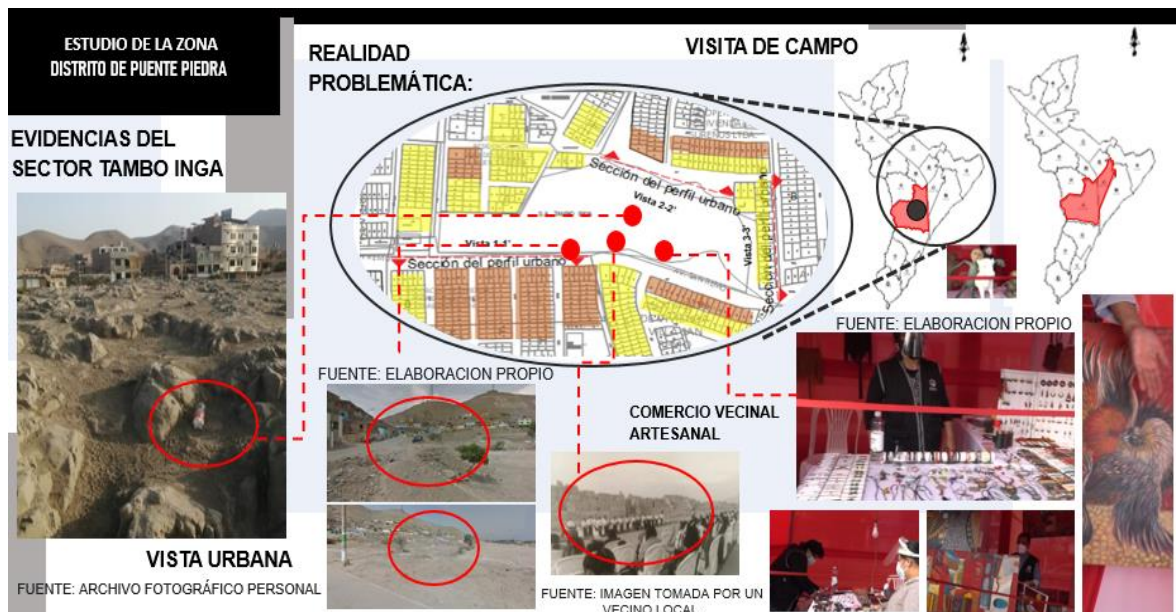 ESTUDIO DE LA ZONA
DISTRITO DE PUENTE PIEDRA
REALIDAD
PROBLEMÁTICA:
VISITA DE CAMPO
EVIDENCIAS DEL
SECTOR TAMBO INGA
Sección del perfil urbano
Vista 2-2'
Vista 1-1'
Sección del perfil urbano
Vista 3-3'
Sección del perfil urbano
FUENTE: ELABORACION PROPIO
FUENTE: ELABORACION PROPIO
COMERCIO VECINAL
ARTESANAL
VISTA URBANA
FUENTE: ARCHIVO FOTOGRÁFICO PERSONAL
FUENTE: IMAGEN TOMADA POR UN
VECINO LOCAL